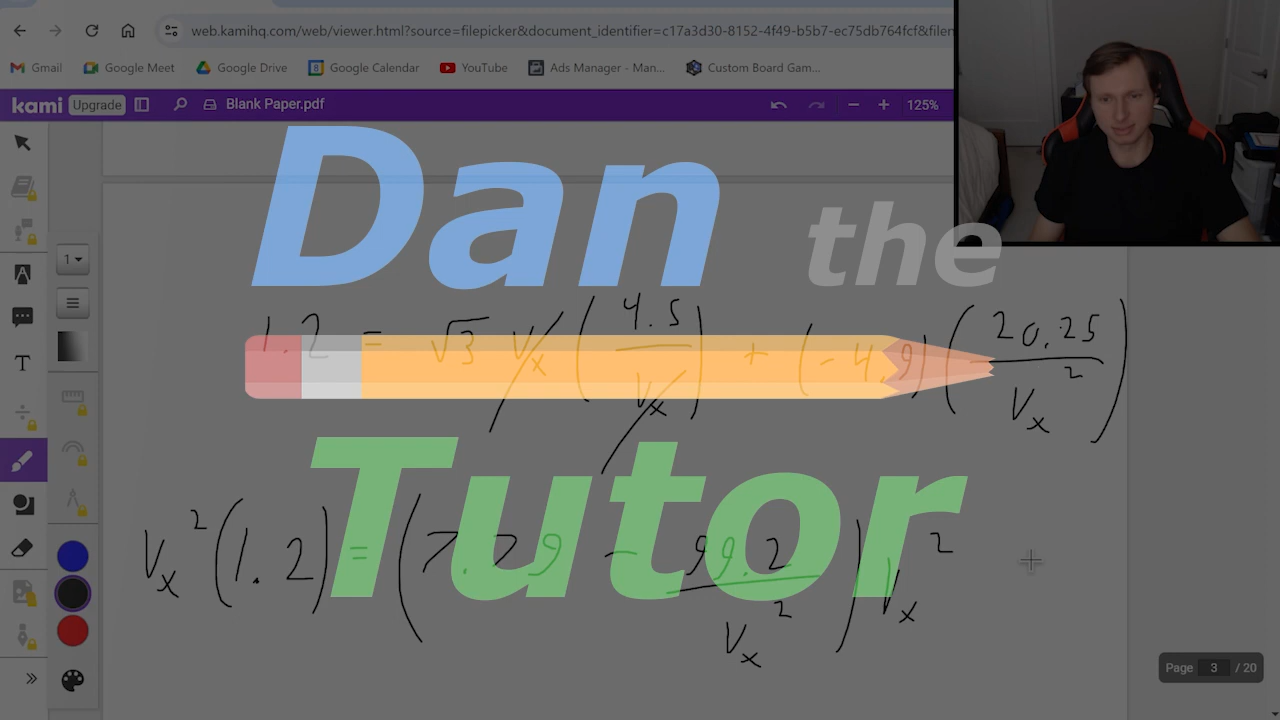 web.kamihq.com/web/viewer.html?source=filepicker&document_identifier=c17a3d30-8152-4f49-b5b7-ec75db764fcf&filen
Gmail Google Meet Google Drive Google Calendar YouTube Ads Manager - Man... Custom Board Gam...
kami Upgrade Blank Paper.pdf 125%
1
Dan the
1.2 = √3 Vx (4.5/Vx) + (-4.9)(20.25/Vx²)
Tutor
Vx²(1.2) = (7.79 - 99.2/Vx²) Vx²
Page 3 / 20